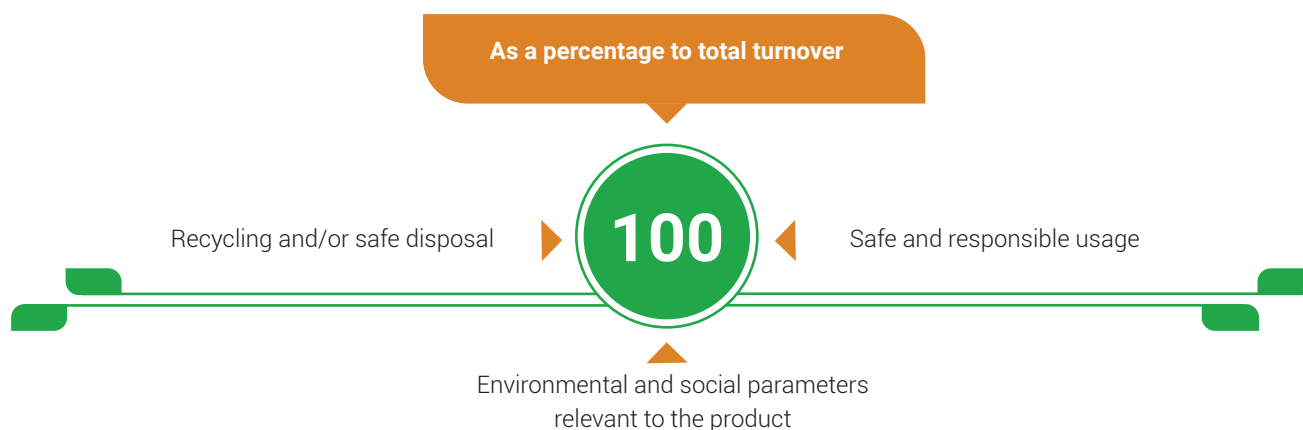 As a percentage to total turnover
100
Recycling and/or safe disposal
Safe and responsible usage
Environmental and social parameters
relevant to the product